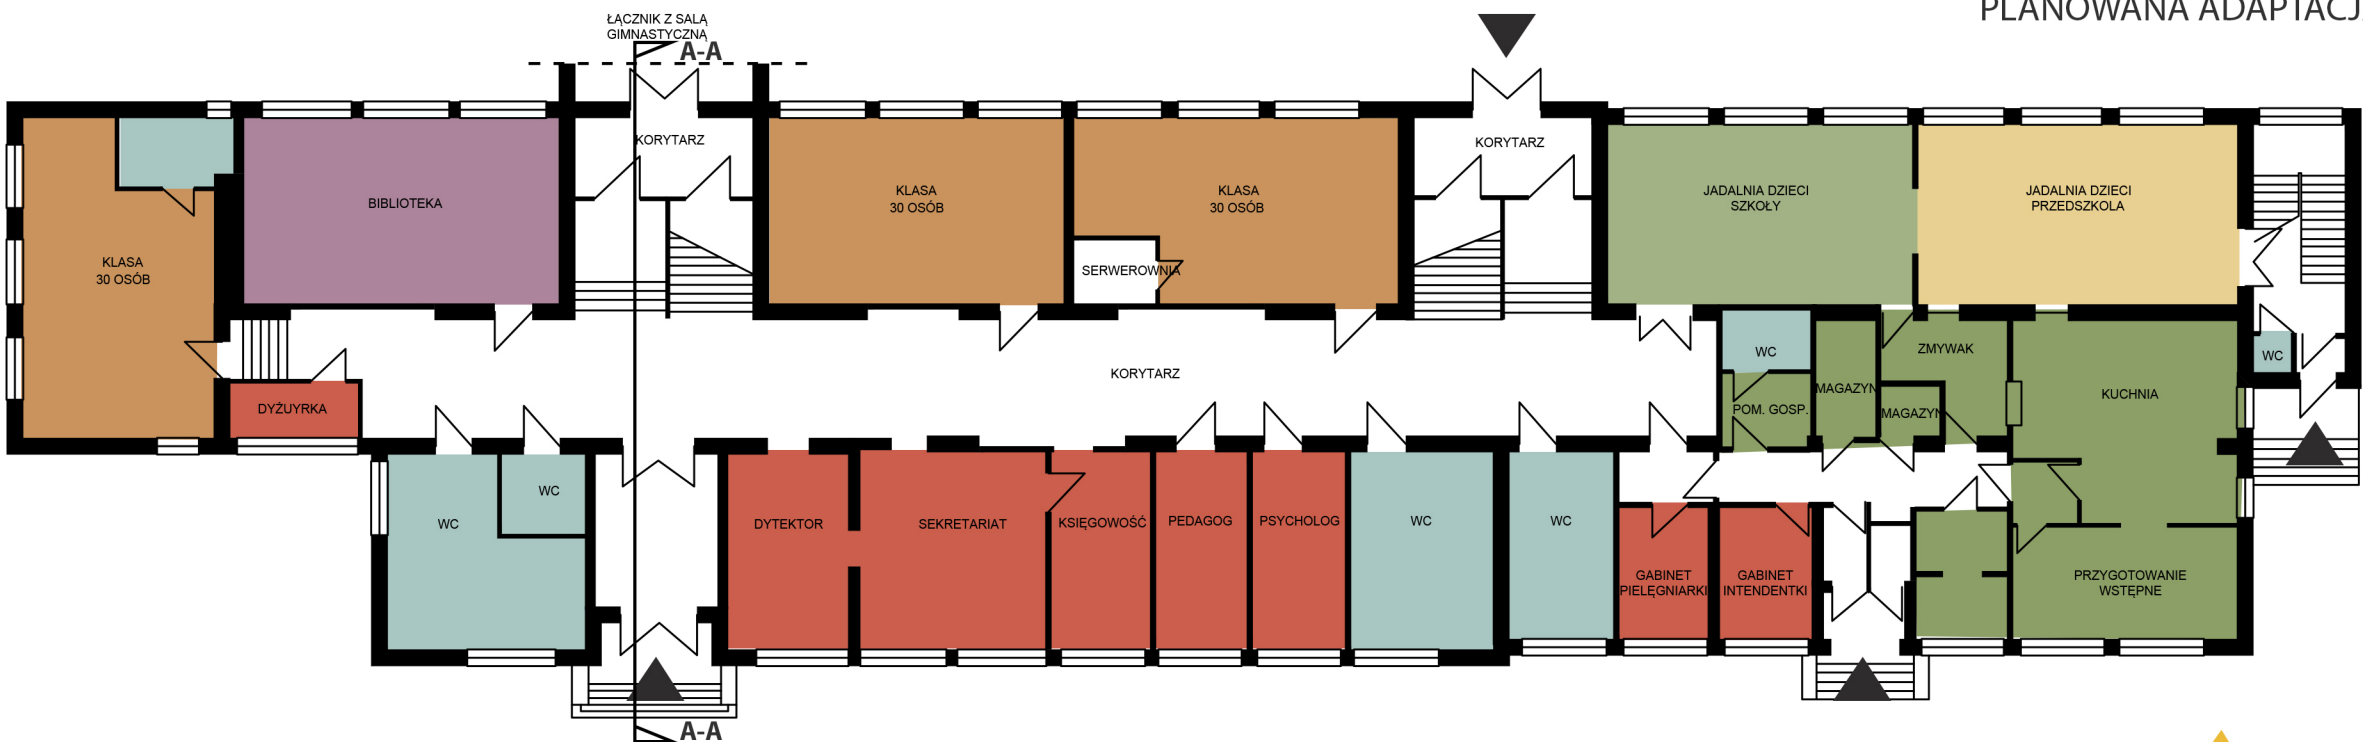 PLANOWANA ADAPTACJ
ŁĄCZNIK Z SALĄ
GIMNASTYCZNĄ
A-A
KORYTARZ
KORYTARZ
BIBLIOTEKA
KLASA
30 OSÓB
KLASA
30 OSÓB
JADALNIA DZIECI
SZKOŁY
JADALNIA DZIECI
PRZEDSZKOLA
KLASA
30 OSÓB
SERWEROWNIA
WC
ZMYWAK
WC
KORYTARZ
MAGAZYN
KUCHNIA
DYŻUYRKA
POM. GOSP.
MAGAZYN
WC
WC
DYTEKTOR
SEKRETARIAT
KSIĘGOWOŚĆ
PEDAGOG
PSYCHOLOG
WC
WC
GABINET
PIELĘGNIARKI
GABINET
INTENDENTKI
PRZYGOTOWANIE
WSTĘPNE
A-A